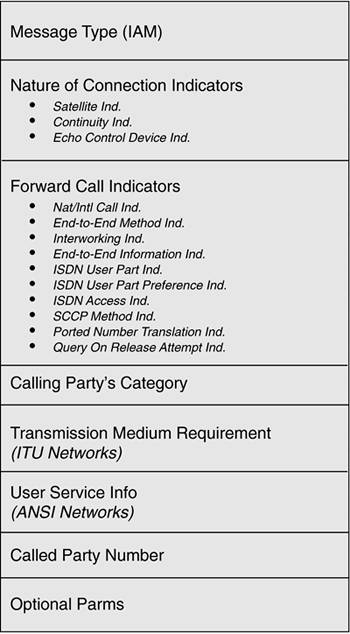 Message Type (IAM)
Nature of Connection Indicators
• Satellite Ind.
• Continuity Ind.
• Echo Control Device Ind.
Forward Call Indicators
• Nat/Intl Call Ind.
• End-to-End Method Ind.
• Interworking Ind.
• End-to-End Information Ind.
• ISDN User Part Ind.
• ISDN User Part Preference Ind.
• ISDN Access Ind.
• SCCP Method Ind.
• Ported Number Translation Ind.
• Query On Release Attempt Ind.
Calling Party's Category
Transmission Medium Requirement
(ITU Networks)
User Service Info
(ANSI Networks)
Called Party Number
Optional Parms